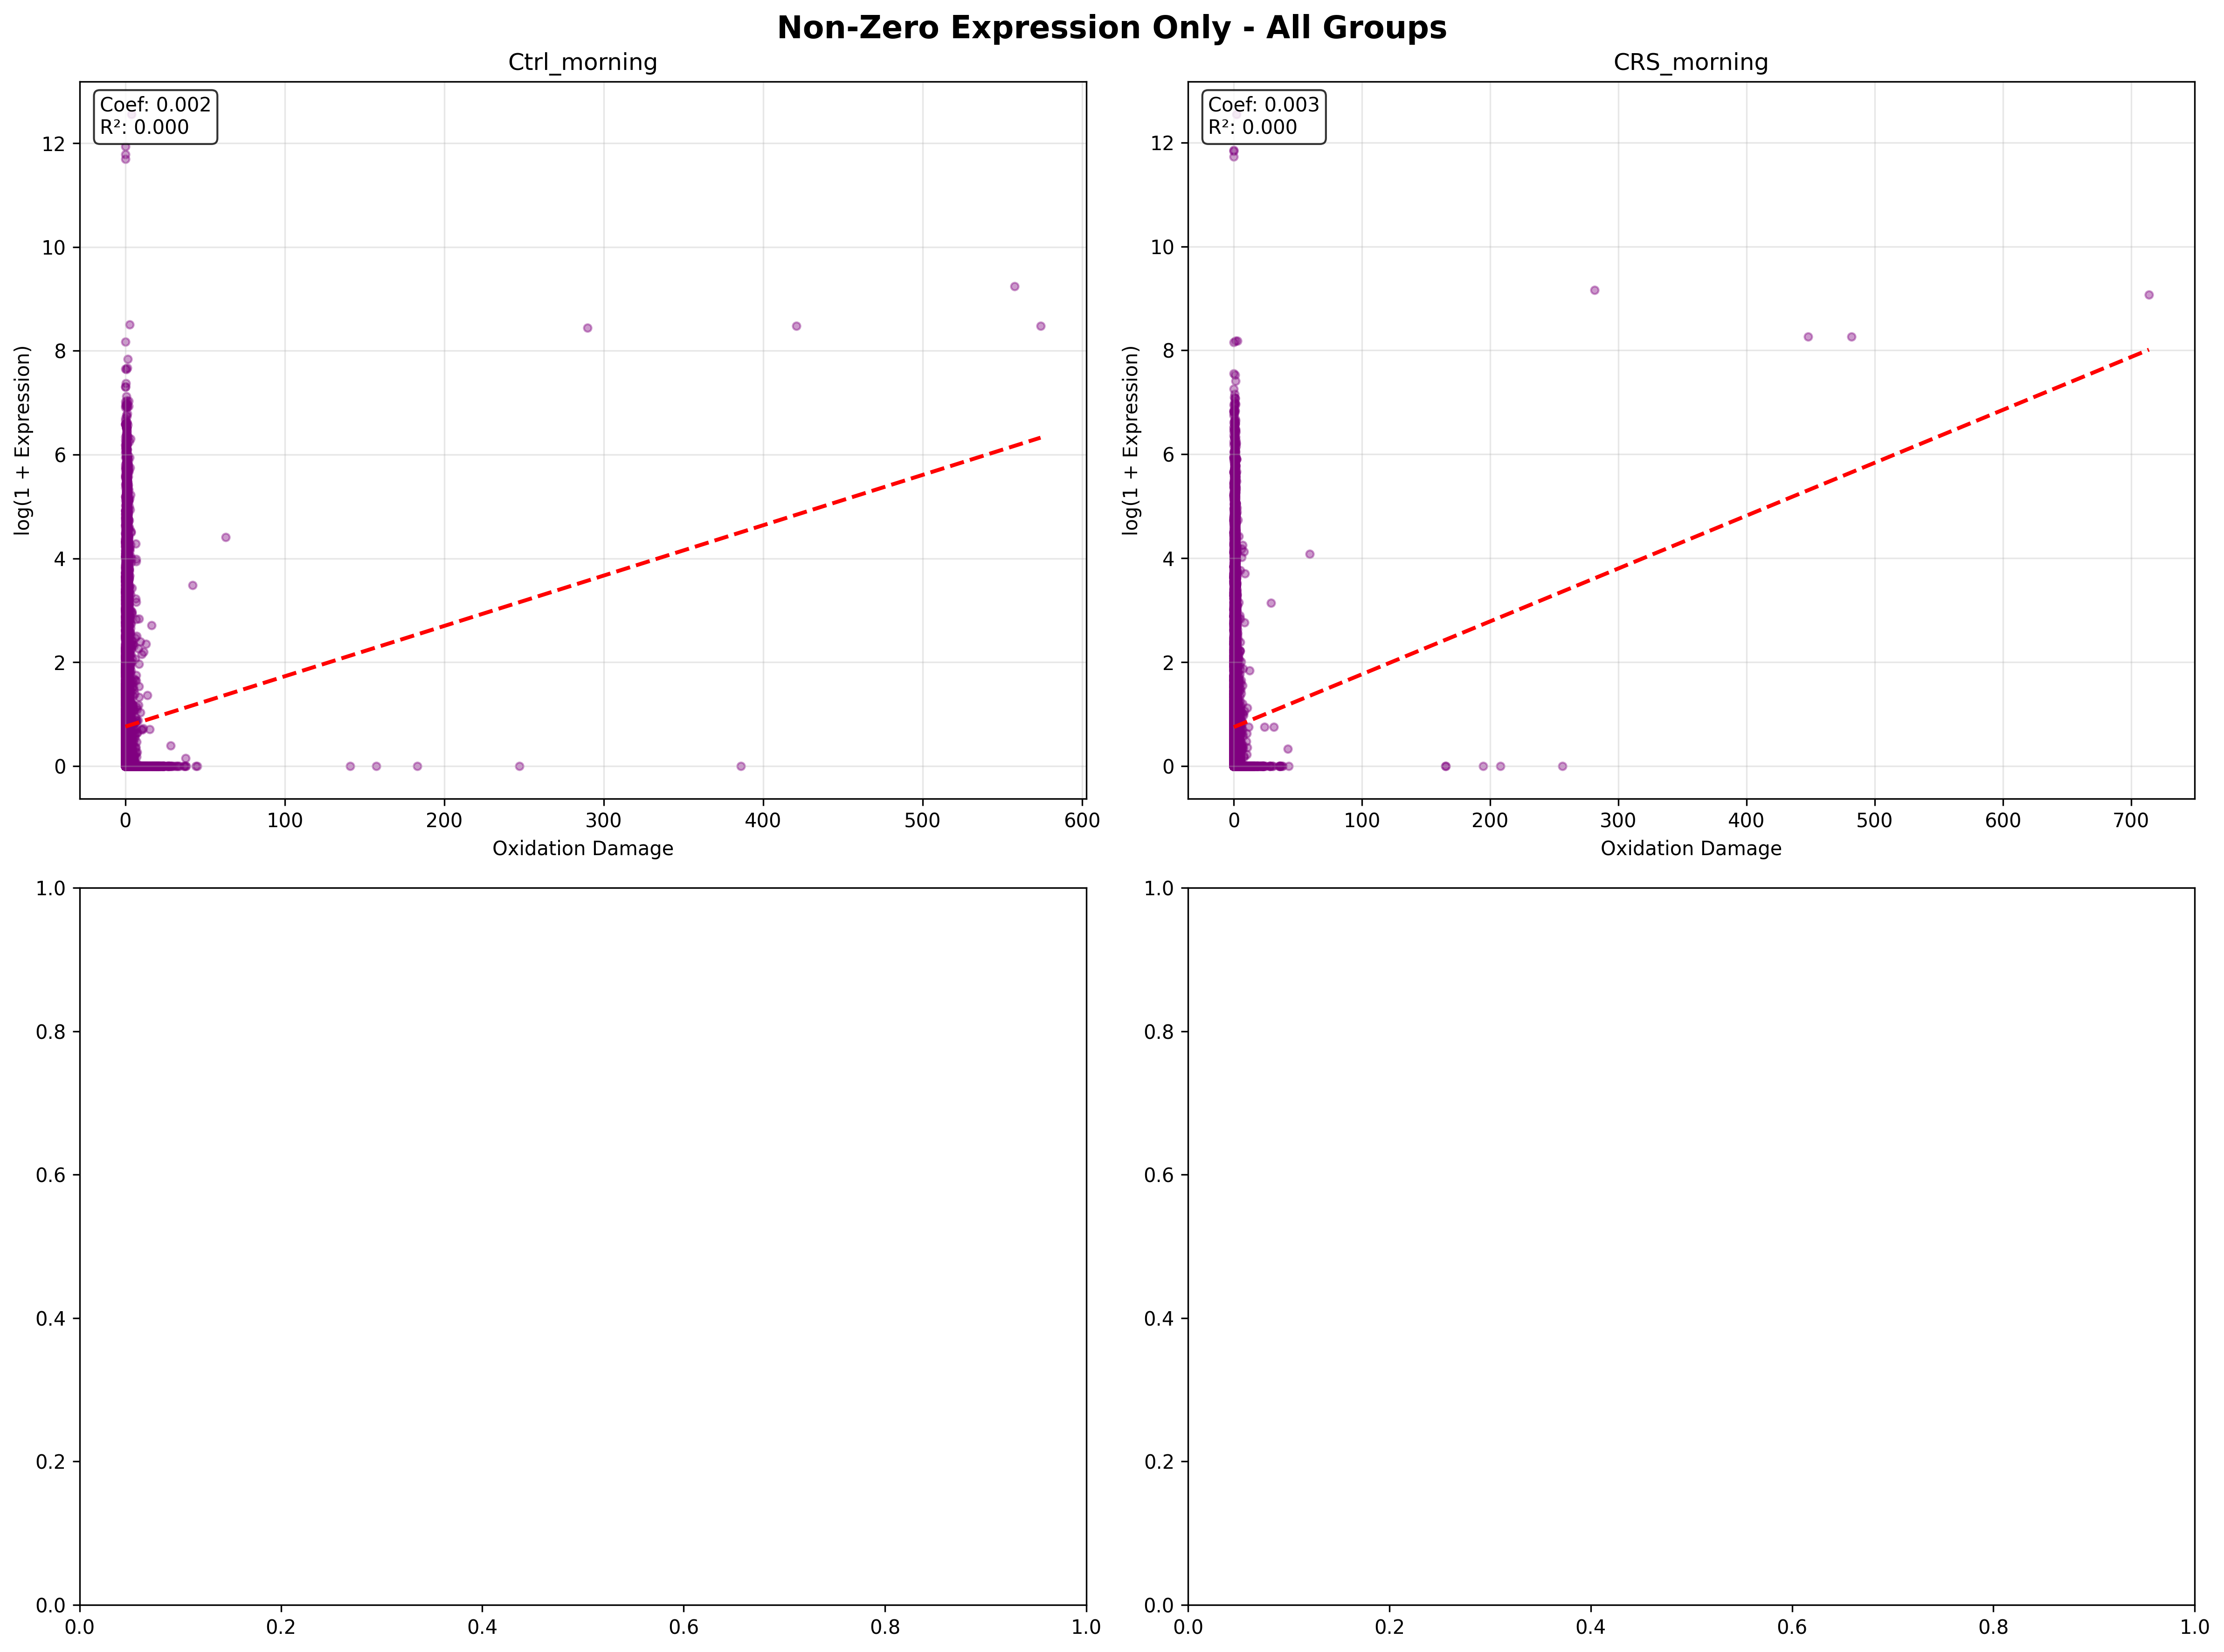 Non-Zero Expression Only - All Groups
Ctrl_morning
Coef: 0.002
R²: 0.000
log(1 + Expression)
12
10
8
6
4
2
0
0 100 200 300 400 500 600
Oxidation Damage
CRS_morning
Coef: 0.003
R²: 0.000
log(1 + Expression)
12
10
8
6
4
2
0
0 100 200 300 400 500 600 700
Oxidation Damage
1.0
0.8
0.6
0.4
0.2
0.0
0.0 0.2 0.4 0.6 0.8 1.0
1.0
0.8
0.6
0.4
0.2
0.0
0.0 0.2 0.4 0.6 0.8 1.0